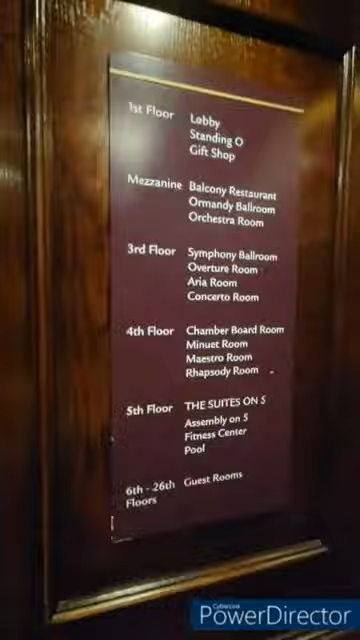 1st Floor Lobby
Standing O
Gift Shop
Mezzanine Balcony Restaurant
Ormandy Ballroom
Orchestra Room
3rd Floor Symphony Ballroom
Overture Room
Aria Room
Concerto Room
4th Floor Chamber Board Room
Minuet Room
Maestro Room
Rhapsody Room
5th Floor THE SUITES ON 5
Assembly on 5
Fitness Center
Pool
6th - 26th Guest Rooms
Floors
CyberLink
PowerDirector